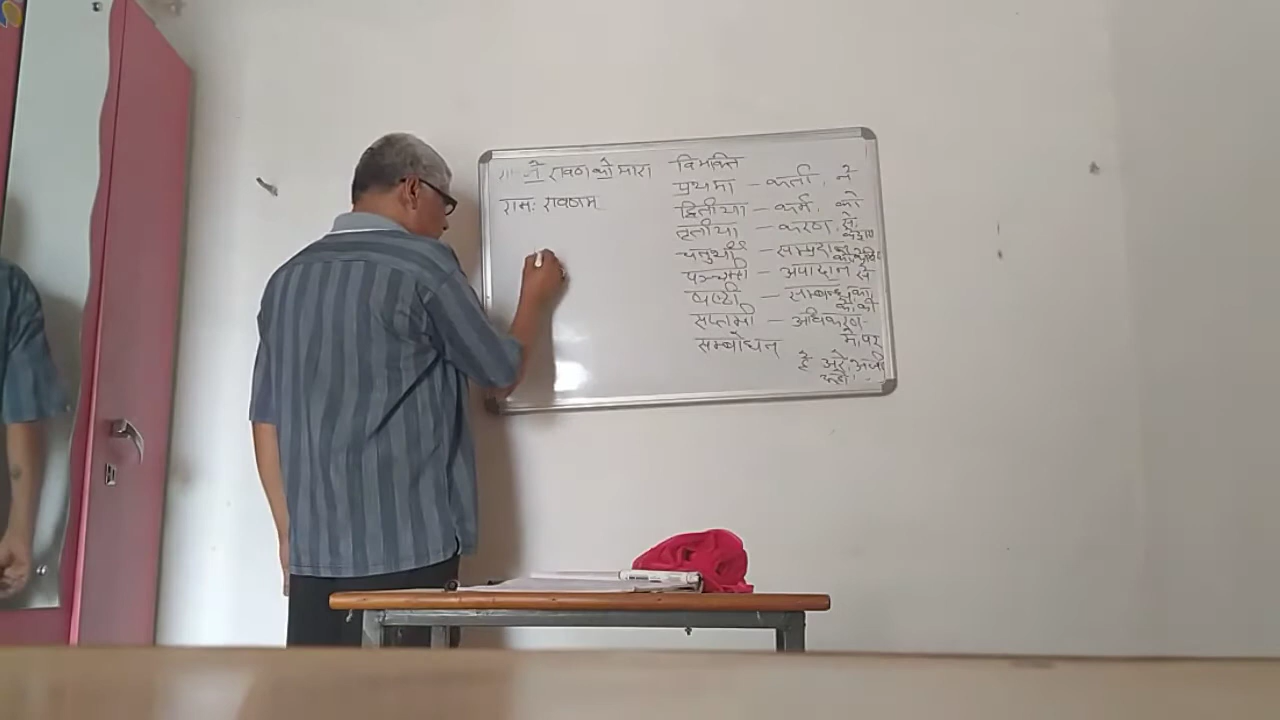 ने रावण को मारा
रामः रावणम्
विभक्ति
प्रथमा - कर्ता, ने
द्वितीया - कर्म, को
तृतीया - करण, से,
के द्वारा
चतुर्थी - सम्प्रदान
पञ्चमी - अपादान से
षष्ठी - सम्बन्ध, का,
के, की
सप्तमी - अधिकरण -
में, पर
सम्बोधन
हे, अरे,